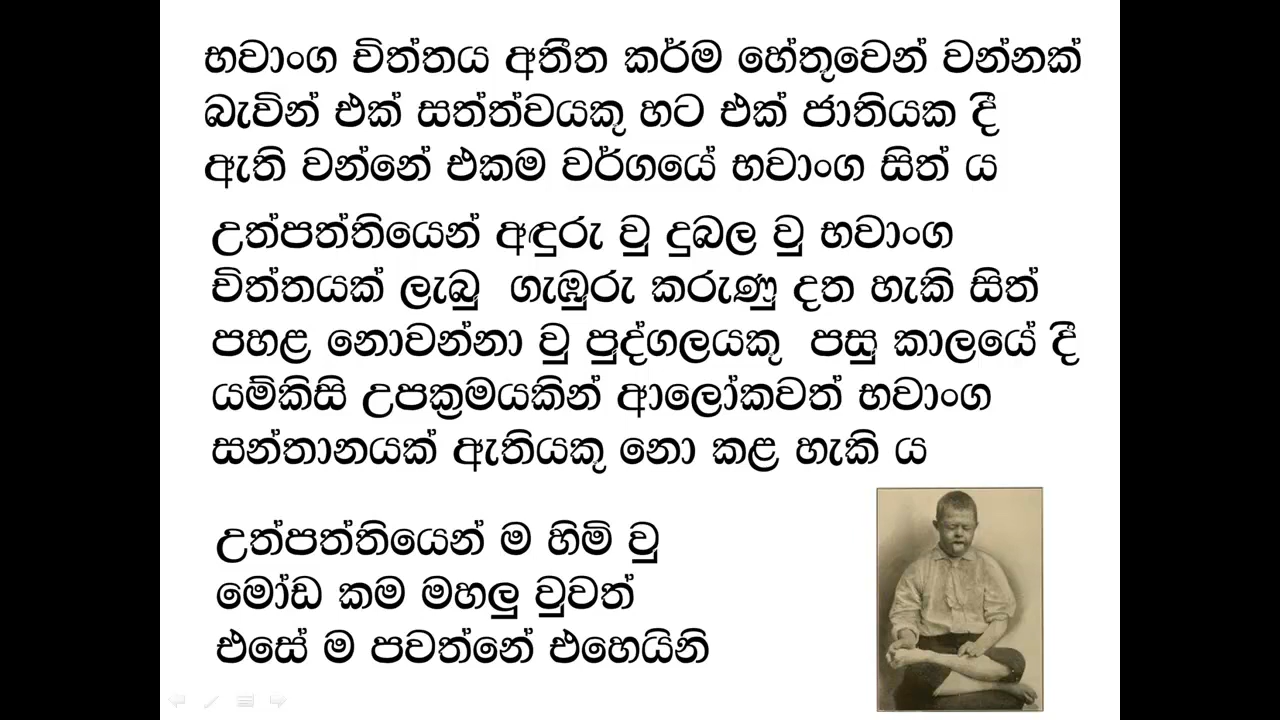 භවාංග චිත්තය අතීත කර්ම හේතුවෙන් වන්නක්
බැවින් එක් සත්ත්වයකු හට එක් ජාතියක දී
ඇති වන්නේ එකම වර්ගයේ භවාංග සිත් ය
උත්පත්තියෙන් අඳුරු වු දුබල වු භවාංග
චිත්තයක් ලැබු ගැඹුරු කරුණු දත හැකි සිත්
පහළ නොවන්නා වු පුද්ගලයකු පසු කාලයේ දී
යම්කිසි උපක්‍රමයකින් ආලෝකවත් භවාංග
සන්තානයක් ඇතියකු නො කළ හැකි ය
උත්පත්තියෙන් ම හිමි වු
මෝඩ කම මහලු වුවත්
එසේ ම පවත්නේ එහෙයිනි